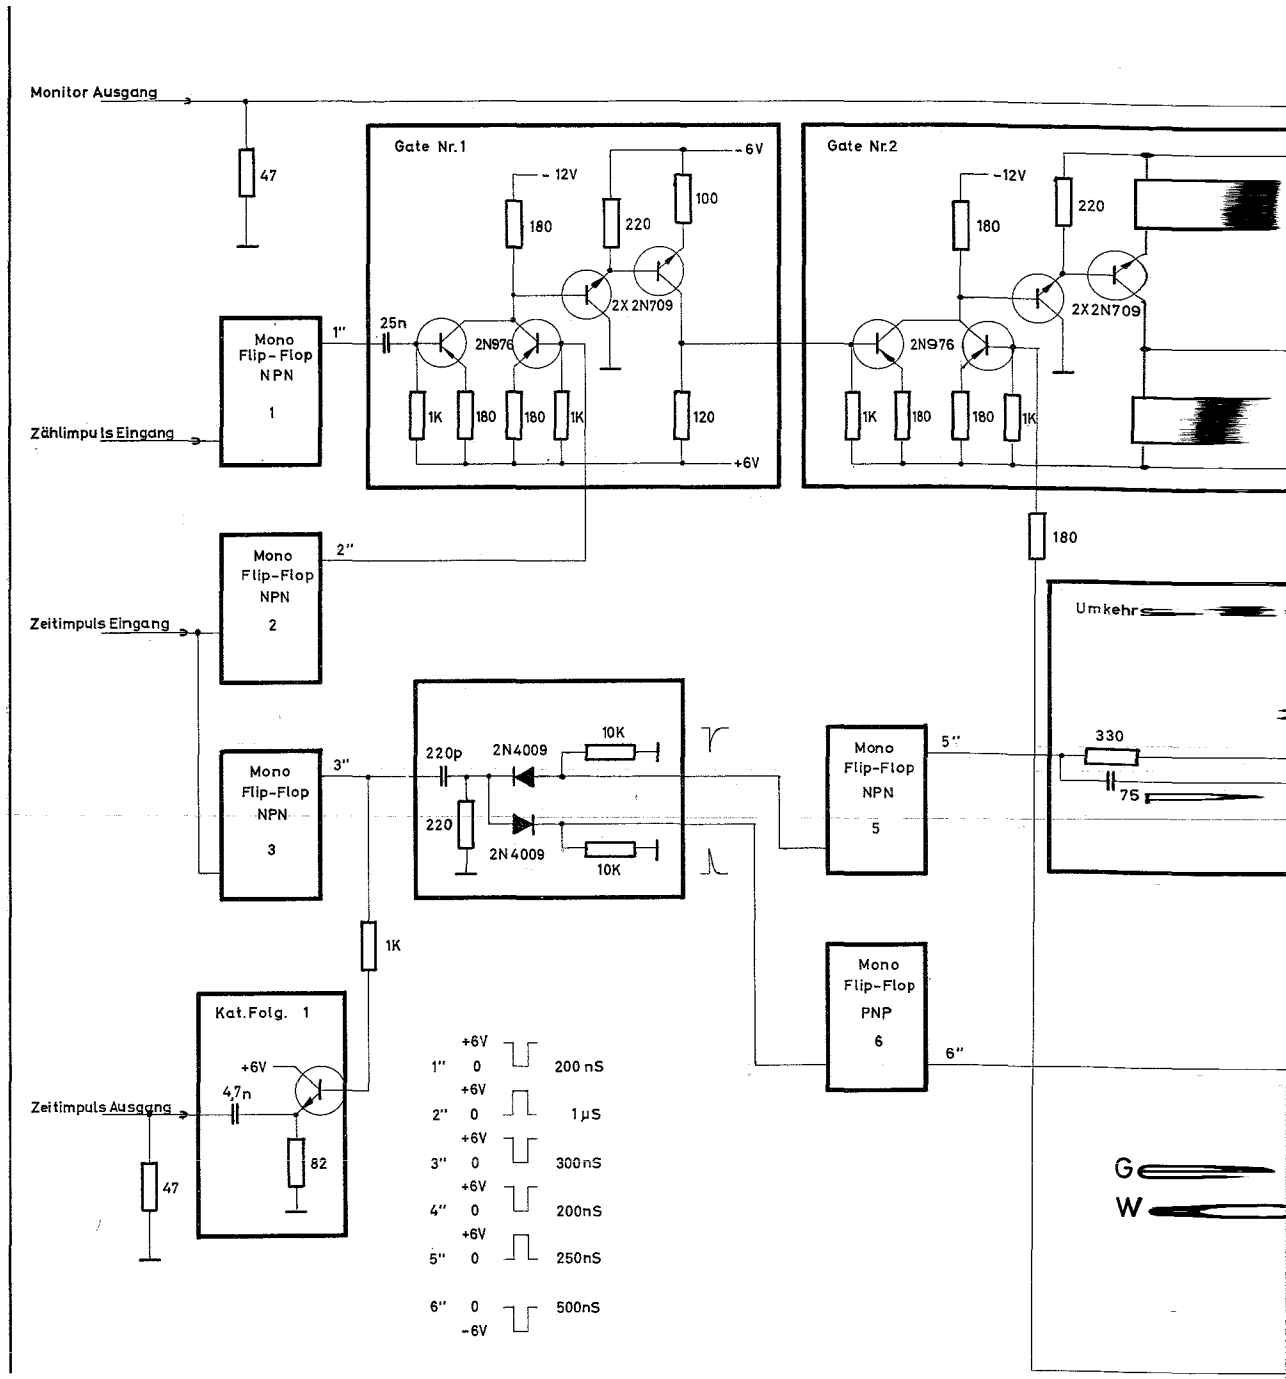 Monitor Ausgang
47
Gate Nr.1
-12V
-6V
180
220
100
2X2N709
25n
2N976
1K
180
180
1K
120
+6V
Gate Nr.2
-12V
180
220
2X2N709
2N976
1K
180
180
1K
180
Mono
Flip-Flop
NPN
1
1"
Zählimpuls Eingang
Mono
Flip-Flop
NPN
2
2"
Zeitimpuls Eingang
Mono
Flip-Flop
NPN
3
3"
220p
2N4009
10K
220
2N4009
10K
1K
Mono
Flip-Flop
NPN
5
5"
330
75
Mono
Flip-Flop
PNP
6
6"
Kat.Folg. 1
+6V
4,7n
82
Zeitimpuls Ausgang
47
+6V
1" 0 200 nS
+6V
2" 0 1µS
+6V
3" 0 300nS
+6V
4" 0 200nS
+6V
5" 0 250nS
6" 0 500nS
-6V
G
W